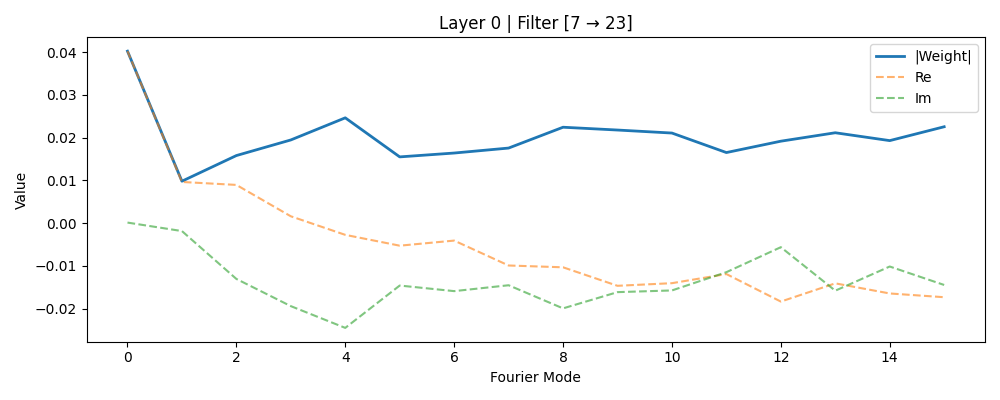 Layer 0 | Filter [7 → 23]
Value
0.04
0.03
0.02
0.01
0.00
−0.01
−0.02
|Weight|
Re
Im
0 2 4 6 8 10 12 14
Fourier Mode